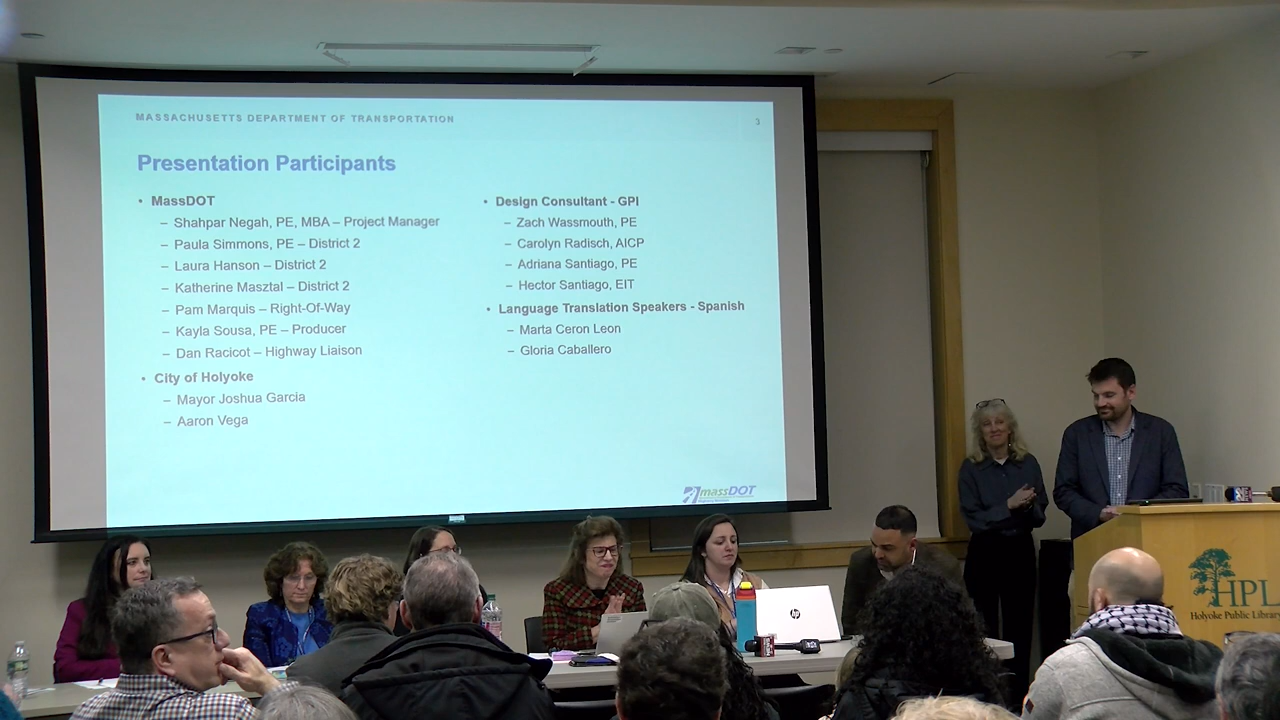 MASSACHUSETTS DEPARTMENT OF TRANSPORTATION
3
Presentation Participants
• MassDOT
– Shahpar Negah, PE, MBA – Project Manager
– Paula Simmons, PE – District 2
– Laura Hanson – District 2
– Katherine Masztal – District 2
– Pam Marquis – Right-Of-Way
– Kayla Sousa, PE – Producer
– Dan Racicot – Highway Liaison
• City of Holyoke
– Mayor Joshua Garcia
– Aaron Vega
• Design Consultant - GPI
– Zach Wassmouth, PE
– Carolyn Radisch, AICP
– Adriana Santiago, PE
– Hector Santiago, EIT
• Language Translation Speakers - Spanish
– Marta Ceron Leon
– Gloria Caballero
massDOT
hp
HPL
Holyoke Public Library